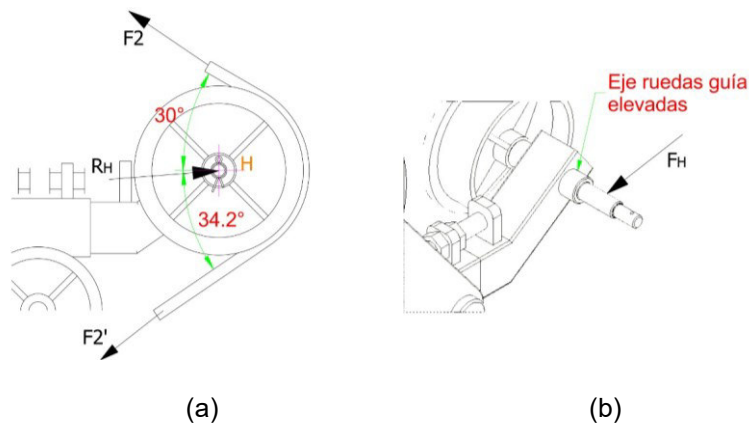 F2
30°
RH
H
34.2°
F2'
Eje ruedas guía
elevadas
FH
(a)
(b)